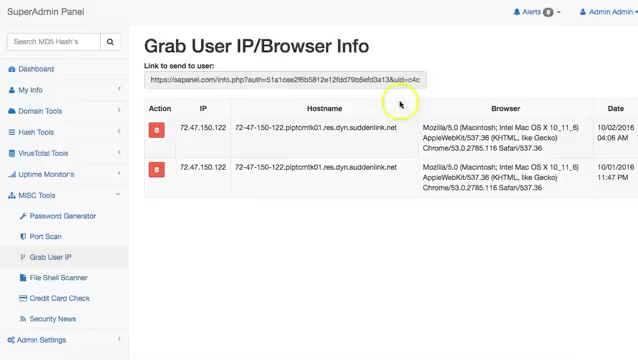 SuperAdmin Panel
Alerts 0
Admin Admin
Search MD5 Hash's
Dashboard
My Info
Domain Tools
Hash Tools
VirusTotal Tools
Uptime Monitor's
MISC Tools
Password Generator
Port Scan
Grab User IP
File Shell Scanner
Credit Card Check
Security News
Admin Settings
Grab User IP/Browser Info
Link to send to user:
https://sapanel.com/info.php?auth=51a1cee2f6b5812e12fdd79b5efd3a13&uid=c4c
Action IP Hostname Browser Date
72.47.150.122 72-47-150-122.plptcmtk01.res.dyn.suddenlink.net Mozilla/5.0 (Macintosh; Intel Mac OS X 10_11_6) 10/02/2016
AppleWebKit/537.36 (KHTML, like Gecko) 04:06 AM
Chrome/53.0.2785.116 Safari/537.36
72.47.150.122 72-47-150-122.plptcmtk01.res.dyn.suddenlink.net Mozilla/5.0 (Macintosh; Intel Mac OS X 10_11_6) 10/01/2016
AppleWebKit/537.36 (KHTML, like Gecko) 11:47 PM
Chrome/53.0.2785.116 Safari/537.36